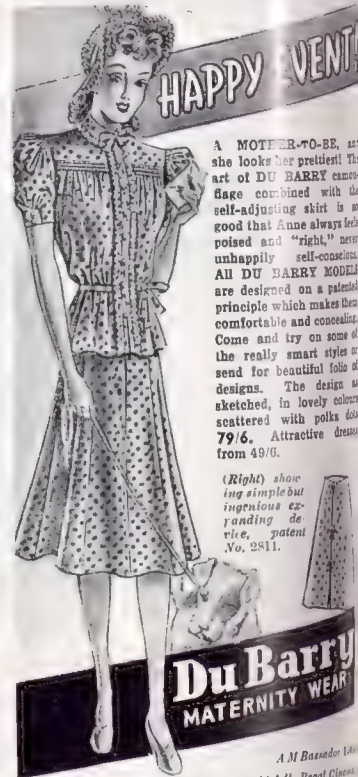 HAPPY EVENT!
A MOTHER-TO-BE,
she looks her prettiest! The
art of DU BARRY camou-
flage combined with the
self-adjusting skirt is so
good that Anne always feels
poised and "right," never
unhappily self-conscious.
All DU BARRY MODELS
are designed on a patented
principle which makes them
comfortable and concealing.
Come and try on some of
the really smart styles or
send for beautiful folio of
designs. The design as
sketched, in lovely colours
scattered with polka dots
79/6. Attractive dresses
from 49/6.
(Right) show
ing simple but
ingenious ex-
panding de-
vice, patent
No. 2811.
Du Barry
MATERNITY WEAR
A M Bassador